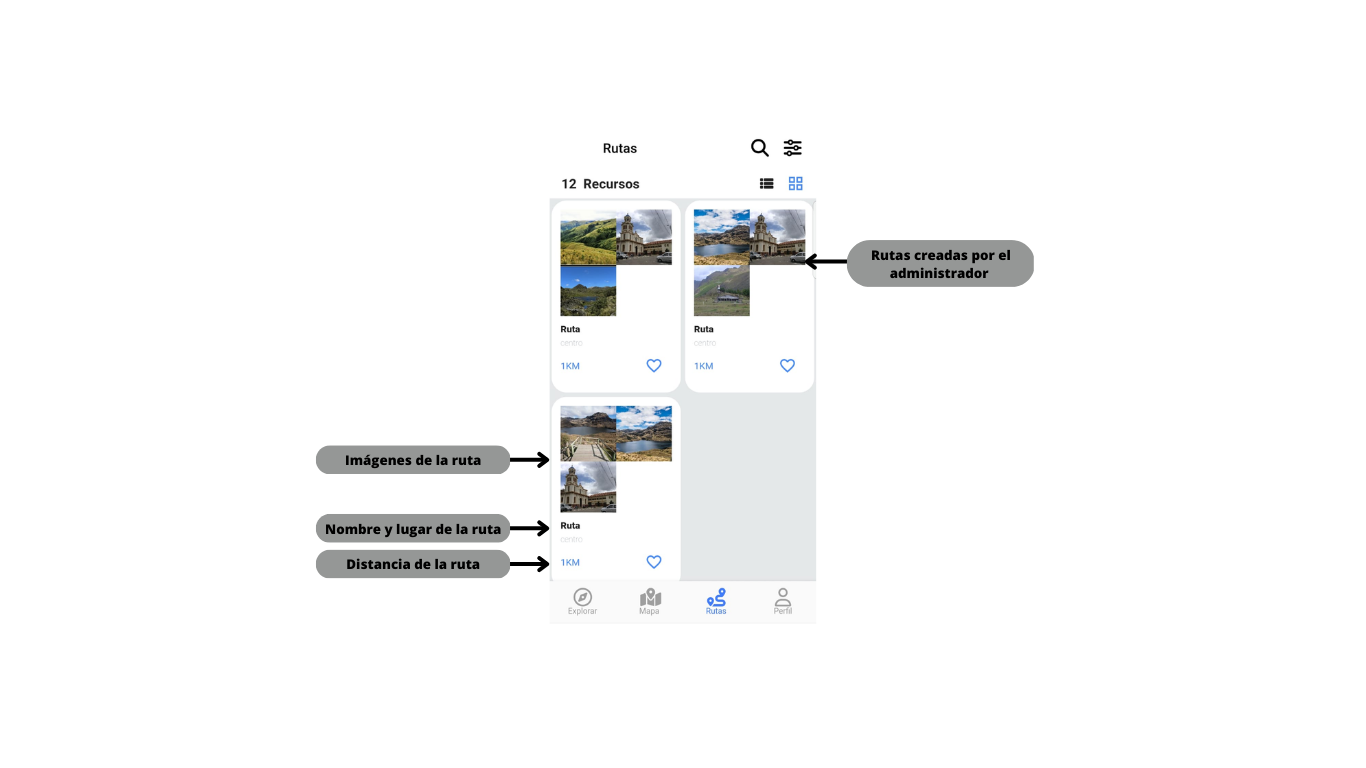 Rutas
12 Recursos
Rutas creadas por el
administrador
Ruta
centro
1KM
Ruta
centro
1KM
Imágenes de la ruta
Nombre y lugar de la ruta
Ruta
centro
Distancia de la ruta
1KM
Explorar
Mapa
Rutas
Perfil